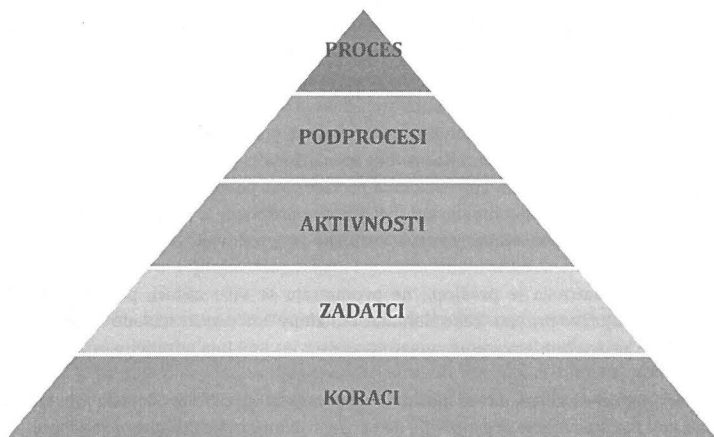 PROCES
PODPROCESI
AKTIVNOSTI
ZADATCI
KORACI